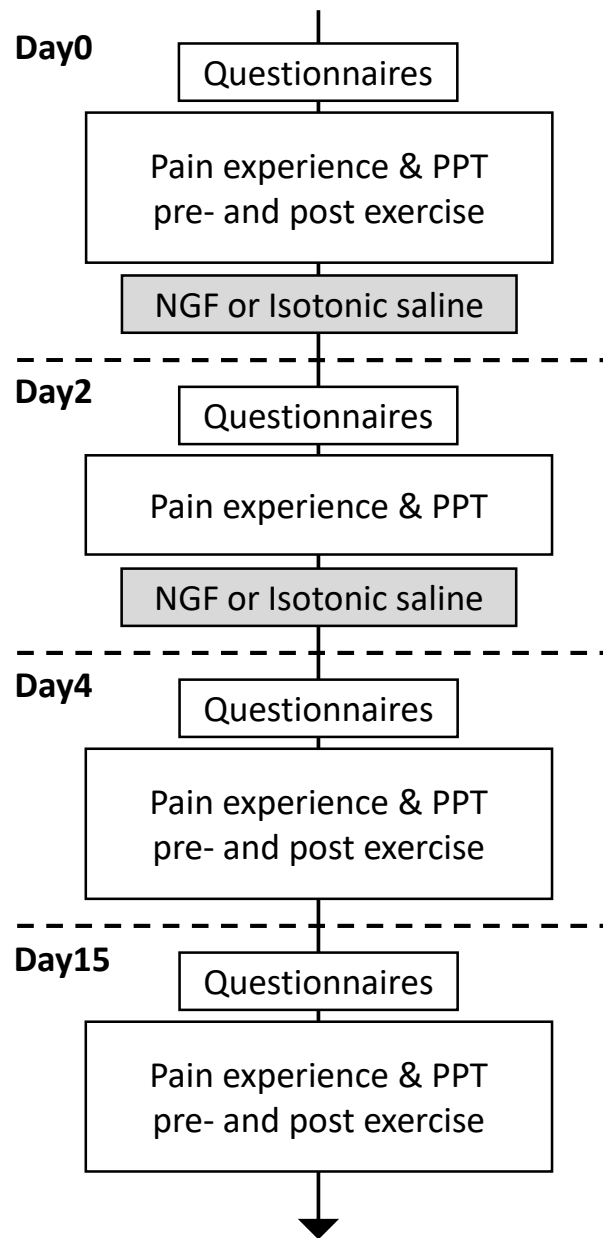 Day0
Questionnaires
Pain experience & PPT
pre- and post exercise
NGF or Isotonic saline
Day2
Questionnaires
Pain experience & PPT
NGF or Isotonic saline
Day4
Questionnaires
Pain experience & PPT
pre- and post exercise
Day15
Questionnaires
Pain experience & PPT
pre- and post exercise